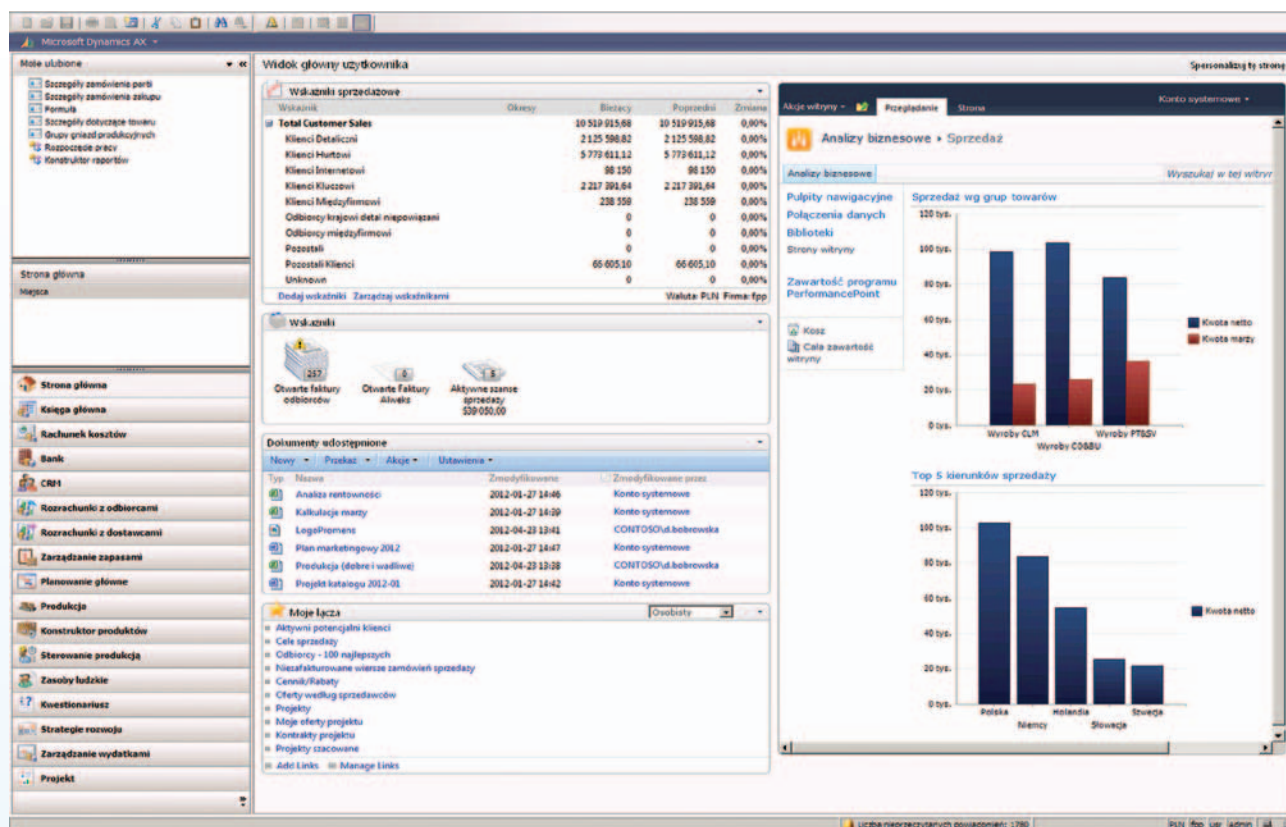 Microsoft Dynamics AX
Moje ulubione
Szczegóły zamówienia partii
Szczegóły zamówienia zakupu
Formuła
Szczegóły dotyczące towaru
Grupy gniazd produkcyjnych
Rozpoczęcie pracy
Konstruktor raportów
Strona główna
Miejsca
Strona główna
Księga główna
Rachunek kosztów
Bank
CRM
Rozrachunki z odbiorcami
Rozrachunki z dostawcami
Zarządzanie zapasami
Planowanie główne
Produkcja
Konstruktor produktów
Sterowanie produkcją
Zasoby ludzkie
Kwestionariusz
Strategie rozwoju
Zarządzanie wydatkami
Projekt
Widok główny użytkownika
Spersonalizuj tę stronę
Wskaźniki sprzedażowe
Wskaźnik Okresy Bieżący Poprzedni Zmiana
Total Customer Sales 10 519 915,68 10 519 915,68 0,00%
Klienci Detaliczni 2 125 598,82 2 125 598,82 0,00%
Klienci Hurtowi 5 773 611,12 5 773 611,12 0,00%
Klienci Internetowi 98 150 98 150 0,00%
Klienci Kluczowi 2 217 391,64 2 217 391,64 0,00%
Klienci Międzyfirmowi 238 559 238 559 0,00%
Odbiorcy krajowi detal niepowiązani 0 0 0,00%
Odbiorcy międzyfirmowi 0 0 0,00%
Pozostali 0 0 0,00%
Pozostali Klienci 66 605,10 66 605,10 0,00%
Unknown 0 0 0,00%
Dodaj wskaźniki Zarządzaj wskaźnikami Waluta: PLN Firma: fpp
Wskaźniki
257 0 5
Otwarte faktury odbiorców
Otwarte Faktury Alweks
Aktywne szanse sprzedaży
539 050,00
Dokumenty udostępnione
Nowy Przekaż Akcje Ustawienia
Typ Nazwa Zmodyfikowane Zmodyfikowane przez
Analiza rentowności 2012-01-27 14:46 Konto systemowe
Kalkulacje marzy 2012-01-27 14:39 Konto systemowe
LogoPromens 2012-04-23 13:41 CONTOSO\d.bobrowska
Plan marketingowy 2012 2012-01-27 14:47 Konto systemowe
Produkcja (dobre i wadliwe) 2012-04-23 13:38 CONTOSO\d.bobrowska
Projekt katalogu 2012-01 2012-01-27 14:42 Konto systemowe
Moje łącza Osobisty
Aktywni potencjalni klienci
Cele sprzedaży
Odbiorcy - 100 najlepszych
Niezafakturowane wiersze zamówień sprzedaży
Cennik/Rabaty
Oferty według sprzedawców
Projekty
Moje oferty projektu
Kontrakty projektu
Projekty szacowane
Add Links Manage Links
Akcje witryny Przeglądanie Strona Konto systemowe
Analizy biznesowe Sprzedaż
Analizy biznesowe Wyszukaj w tej witryn
Pulpity nawigacyjne
Połączenia danych
Biblioteki
Strony witryny
Zawartość programu
PerformancePoint
Kosz
Cała zawartość
witryny
Sprzedaż wg grup towarów
120 tys.
100 tys.
80 tys.
60 tys.
40 tys.
20 tys.
0 tys.
Kwota netto
Kwota marży
Wyroby CLM Wyroby PT&SV
Wyroby CD&BU
Top 5 kierunków sprzedaży
120 tys.
100 tys.
80 tys.
60 tys.
40 tys.
20 tys.
0 tys.
Kwota netto
Polska Holandia Szwecja
Niemcy Słowacja
Liczba nieprzeczytanych powiadomień: 1780 PLN fpp usr admin